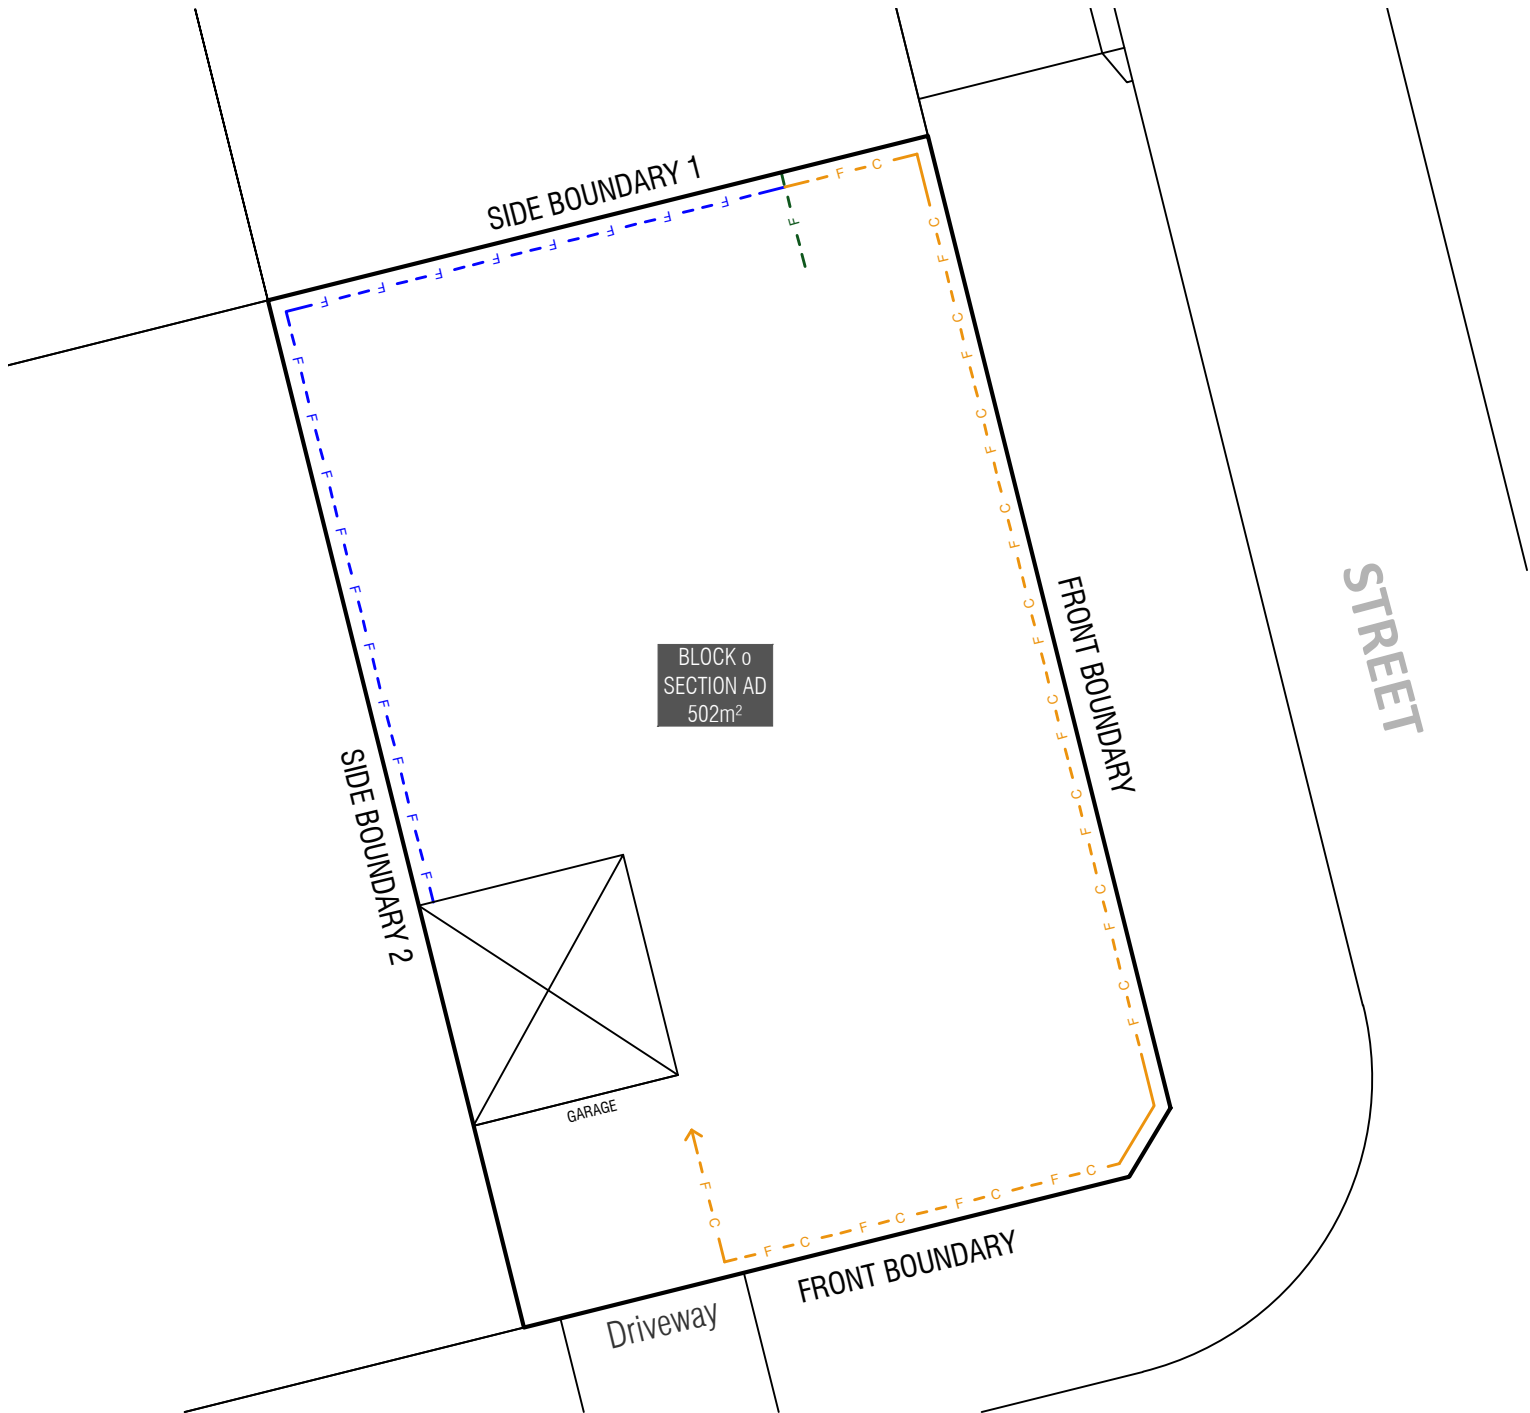 SIDE BOUNDARY 1
F C
F
F F F F F F F F
C F C F C F C F C F C F C F C F C F
F F F F F F F F F F
STREET
FRONT BOUNDARY
BLOCK o
SECTION AD
502m²
SIDE BOUNDARY 2
GARAGE
F C
F C F C F C F C
FRONT BOUNDARY
Driveway